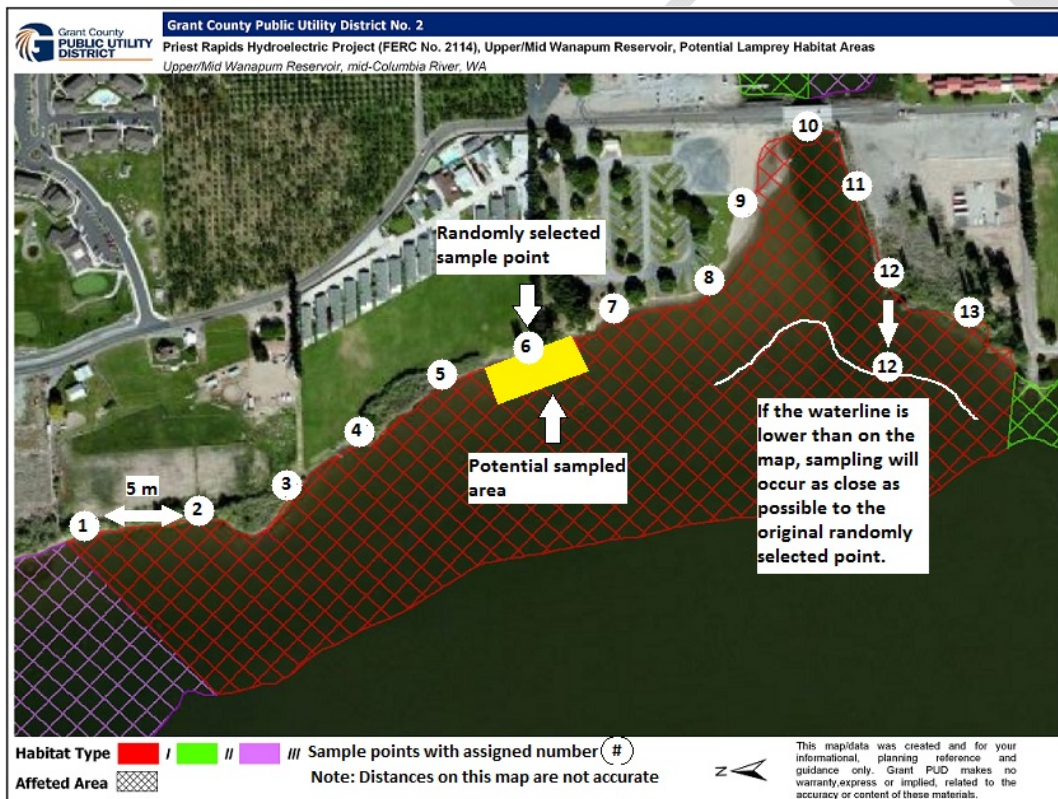 Grant County
PUBLIC UTILITY
DISTRICT
Grant County Public Utility District No. 2
Priest Rapids Hydroelectric Project (FERC No. 2114), Upper/Mid Wanapum Reservoir, Potential Lamprey Habitat Areas
Upper/Mid Wanapum Reservoir, mid-Columbia River, WA
10
11
9
Randomly selected
sample point
12
8
7
13
6
5
12
If the waterline is
lower than on the
map, sampling will
occur as close as
possible to the
original randomly
selected point.
4
Potential sampled
area
3
5 m
2
1
Habitat Type I II III Sample points with assigned number #
Affeted Area
Note: Distances on this map are not accurate
N
This map/data was created and for your
informational, planning reference and
guidance only. Grant PUD makes no
warranty,express or implied, related to the
accuracy or content of these materials.